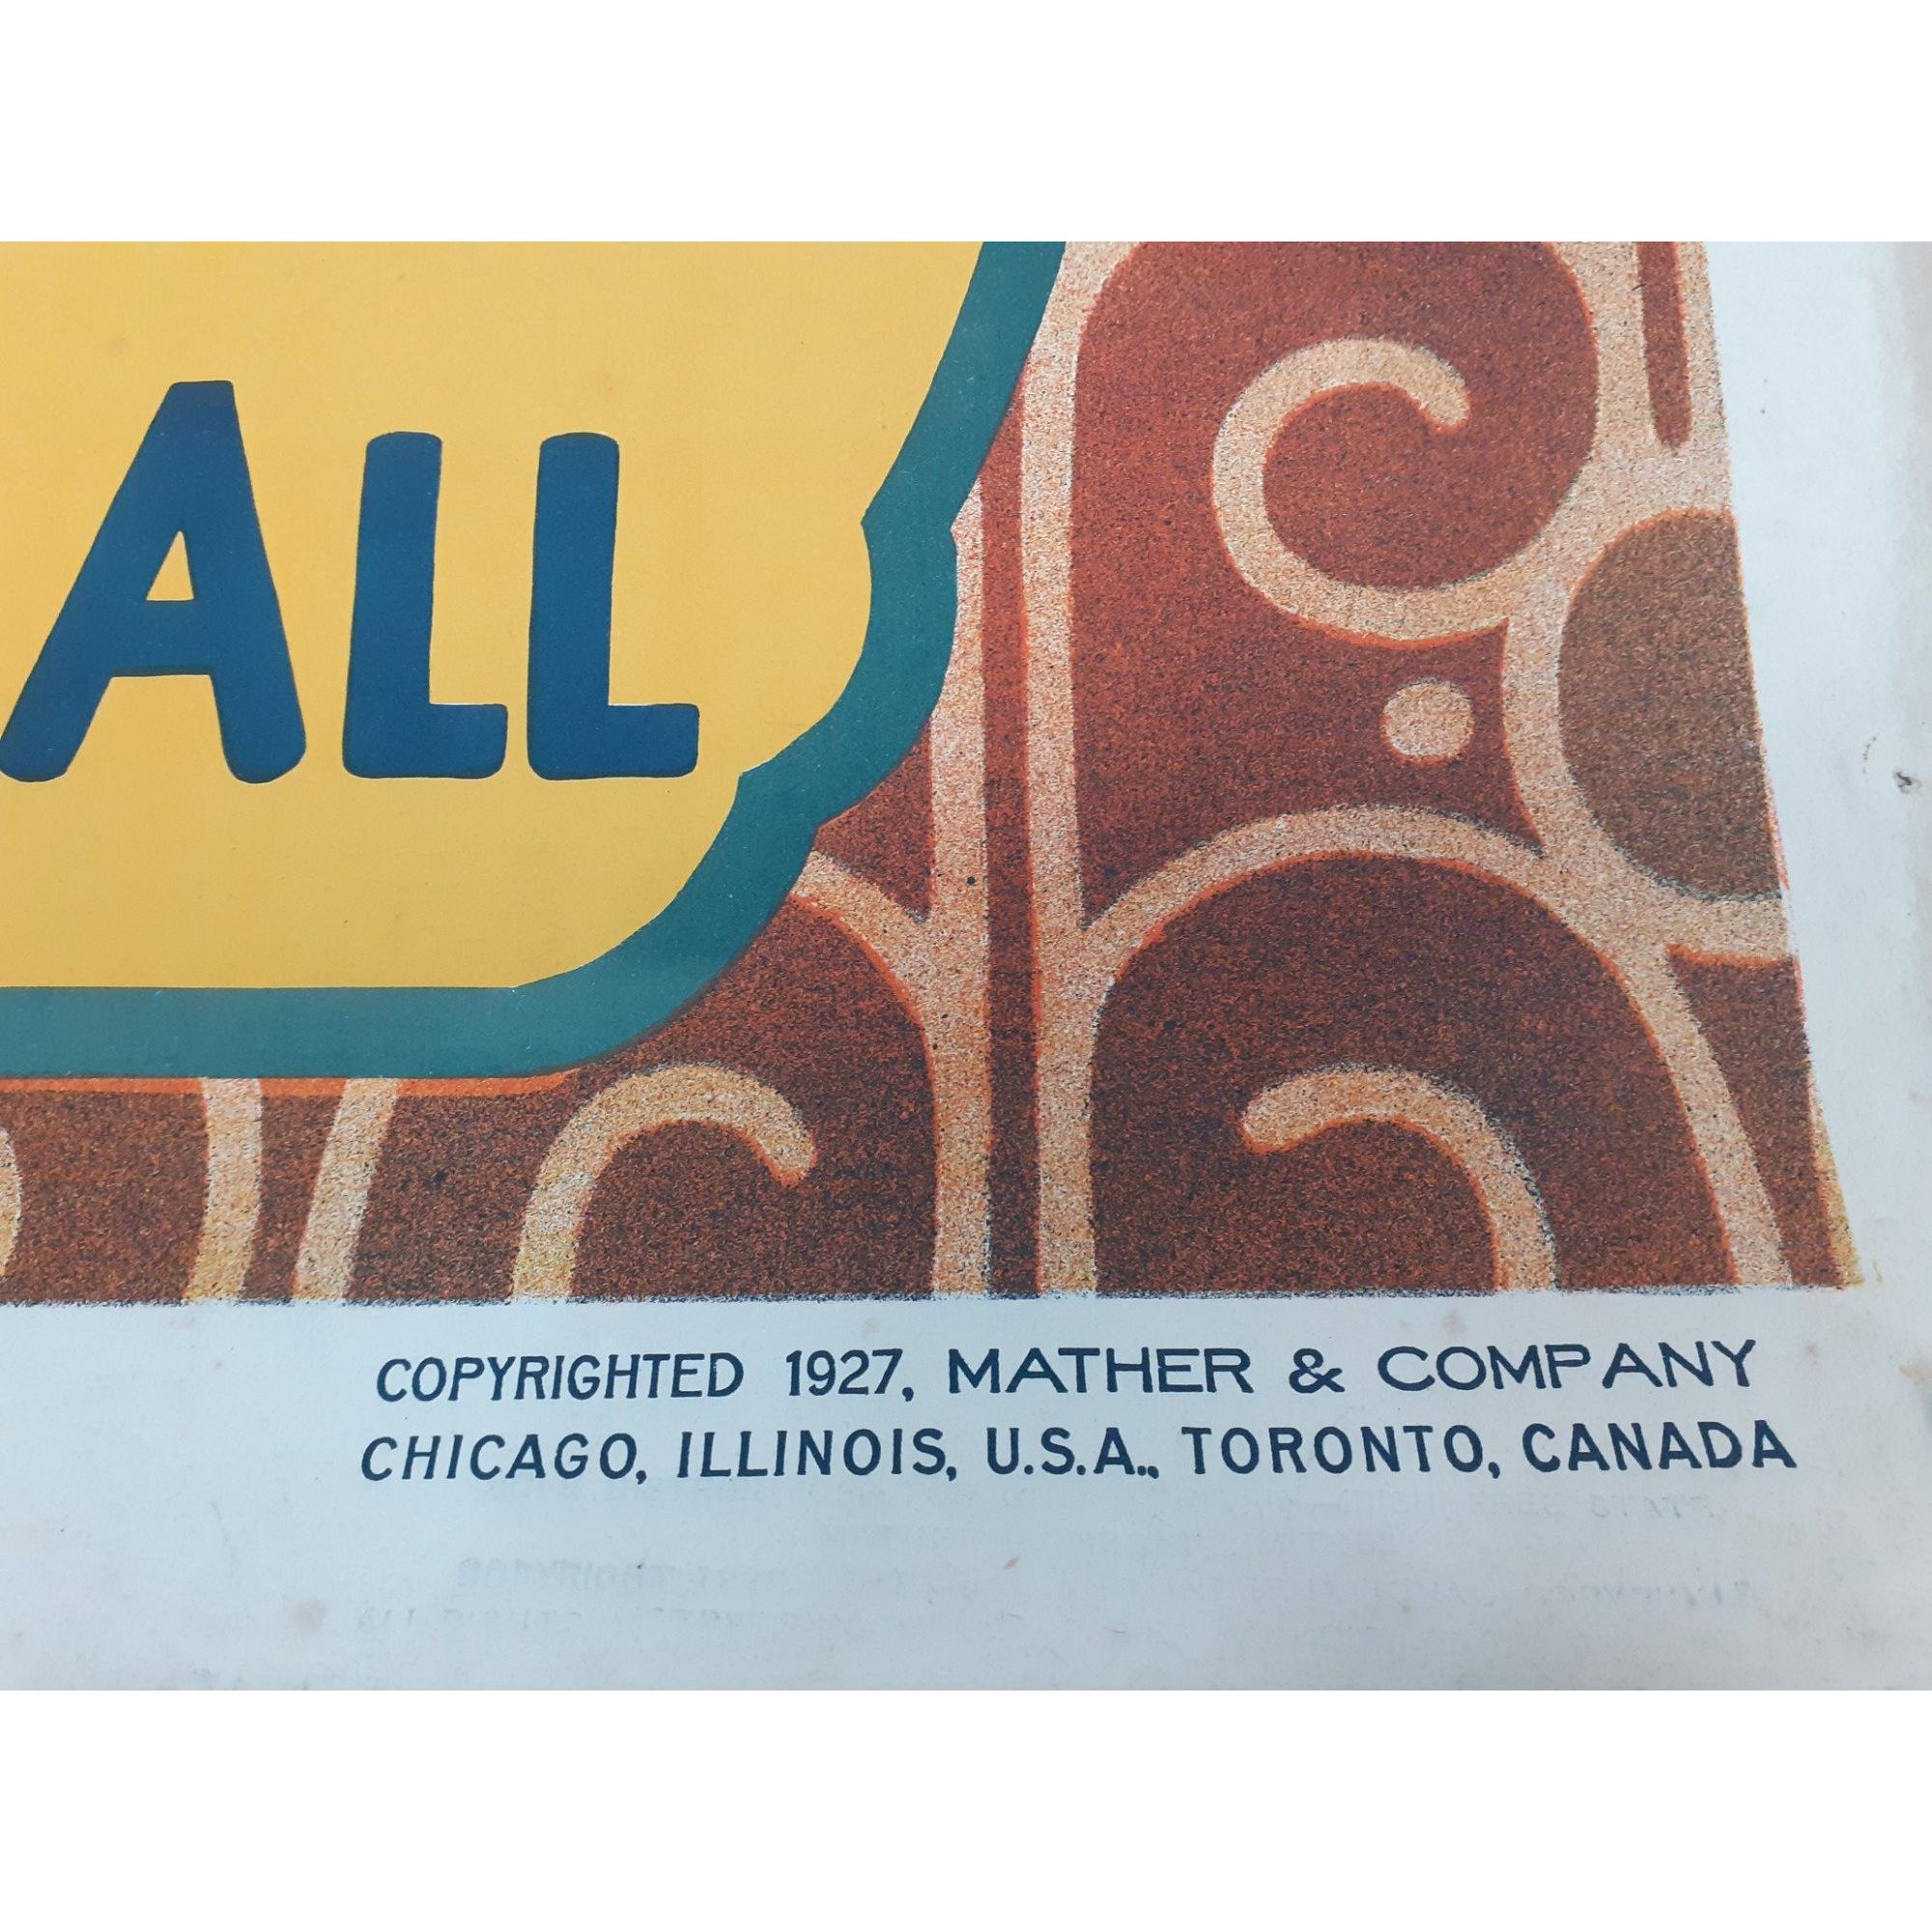 ALL
COPYRIGHTED 1927, MATHER & COMPANY
CHICAGO, ILLINOIS, U.S.A., TORONTO, CANADA